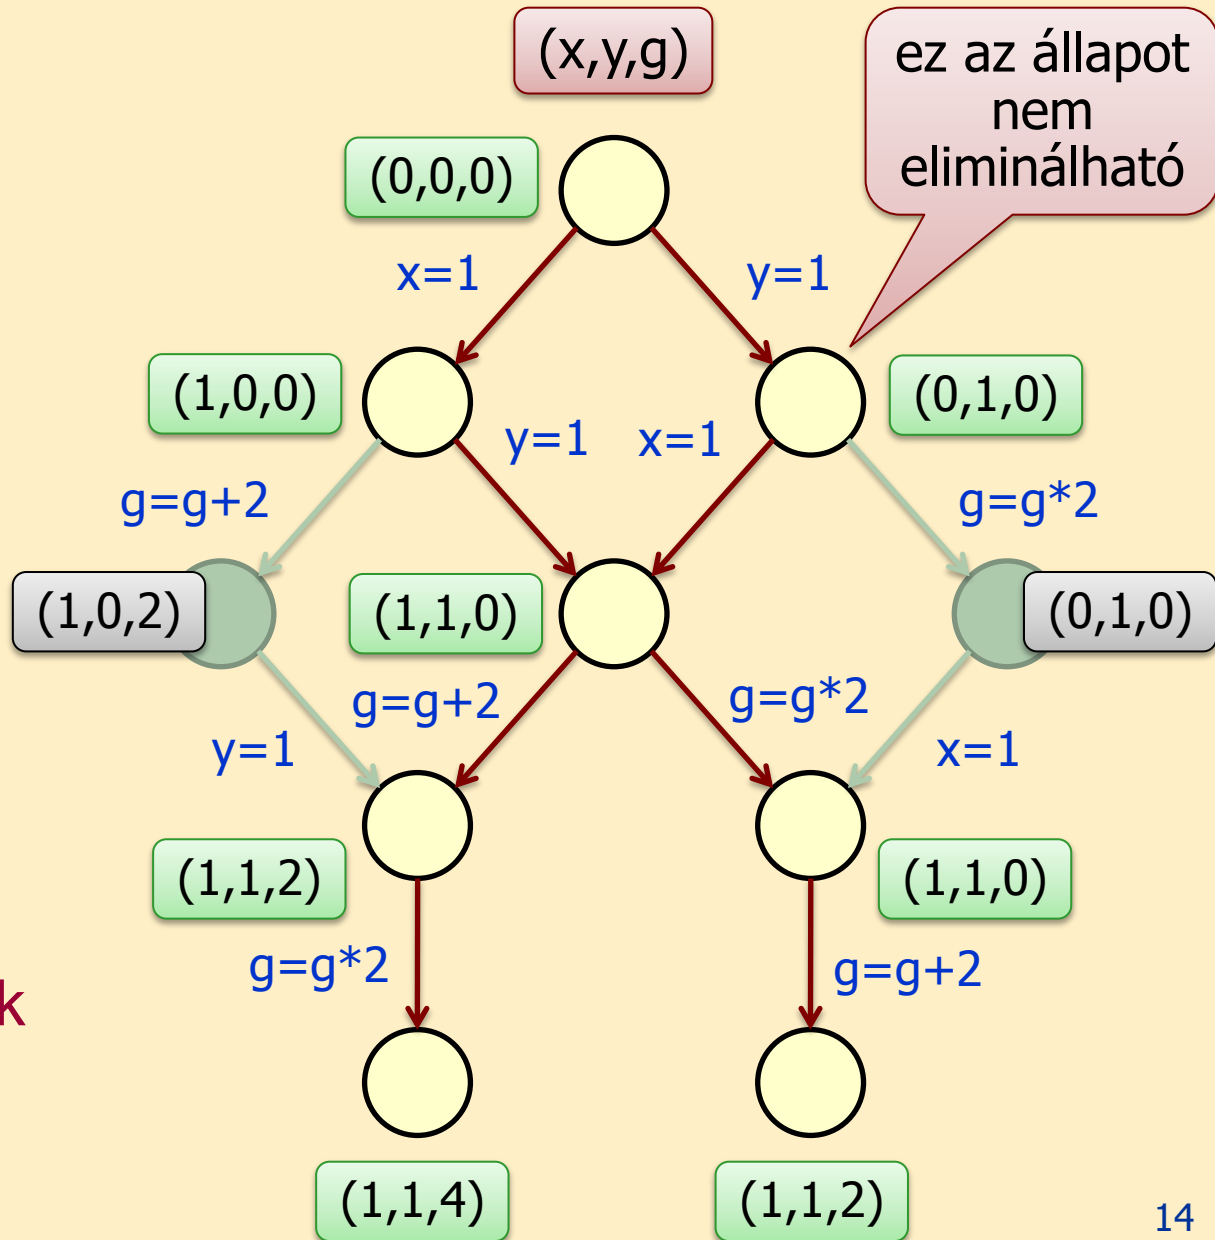 (x,y,g)
ez az állapot
nem
eliminálható
(0,0,0)
x=1
y=1
(1,0,0)
(0,1,0)
y=1
x=1
g=g+2
g=g*2
(1,0,2)
(1,1,0)
(0,1,0)
g=g+2
g=g*2
y=1
x=1
(1,1,2)
(1,1,0)
g=g*2
g=g+2
k
(1,1,4)
(1,1,2)
14